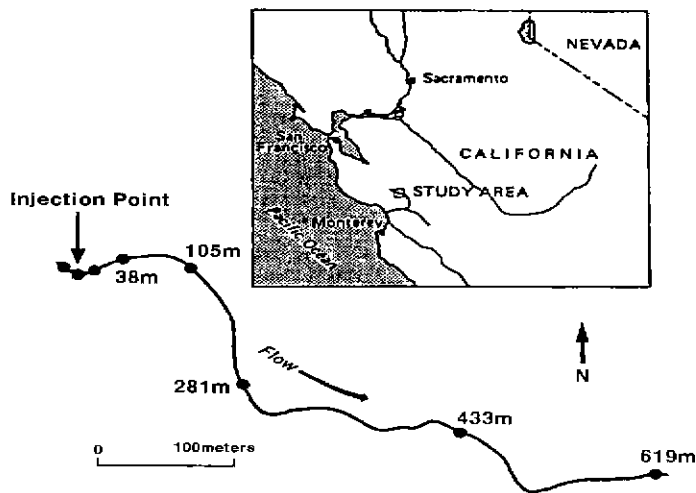 NEVADA
Sacramento
San
Francisco
CALIFORNIA
STUDY AREA
Monterey
Pacific Ocean
Injection Point
38m
105m
Flow
281m
N
433m
0 100meters
619m